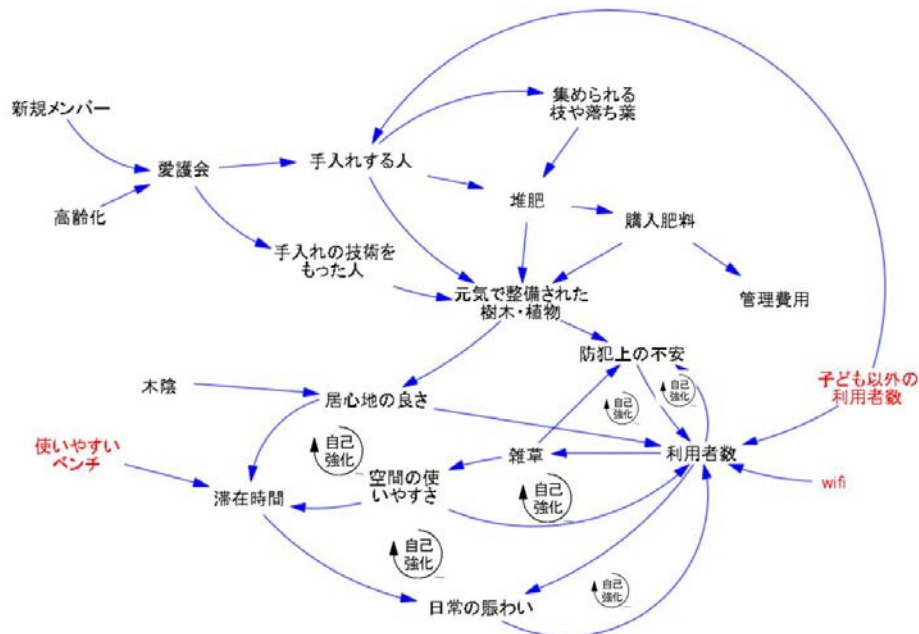 新規メンバー
愛護会
高齢化
手入れする人
集められる
枝や落ち葉
堆肥
購入肥料
管理費用
手入れの技術を
もった人
元気で整備された
樹木・植物
防犯上の不安
子ども以外の
利用者数
木陰
居心地の良さ
自己
強化
自己
強化
使いやすい
ベンチ
自己
強化
雑草
利用者数
空間の使
いやすさ
滞在時間
wifi
自己
強化
自己
強化
自己
強化
日常の賑わい